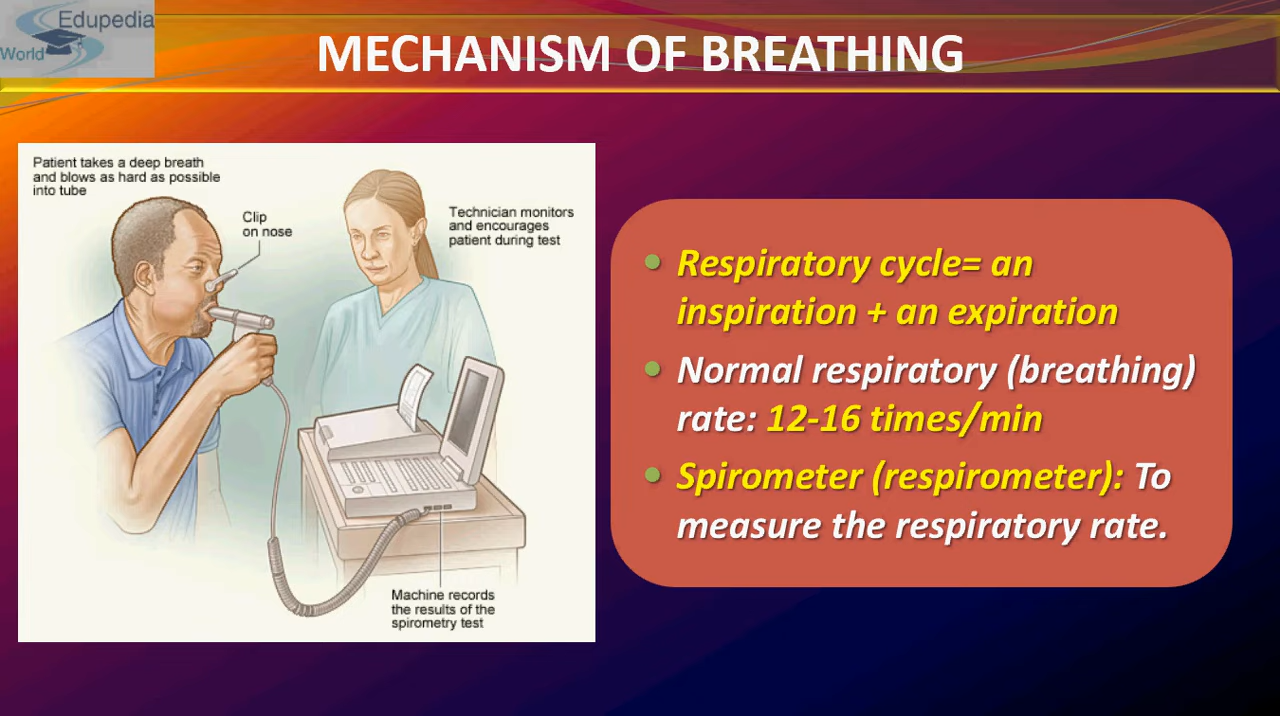 Edupedia
World
MECHANISM OF BREATHING
Patient takes a deep breath
and blows as hard as possible
into tube
Clip
on nose
Technician monitors
and encourages
patient during test
Machine records
the results of the
spirometry test
Respiratory cycle= an
inspiration + an expiration
Normal respiratory (breathing)
rate: 12-16 times/min
Spirometer (respirometer): To
measure the respiratory rate.